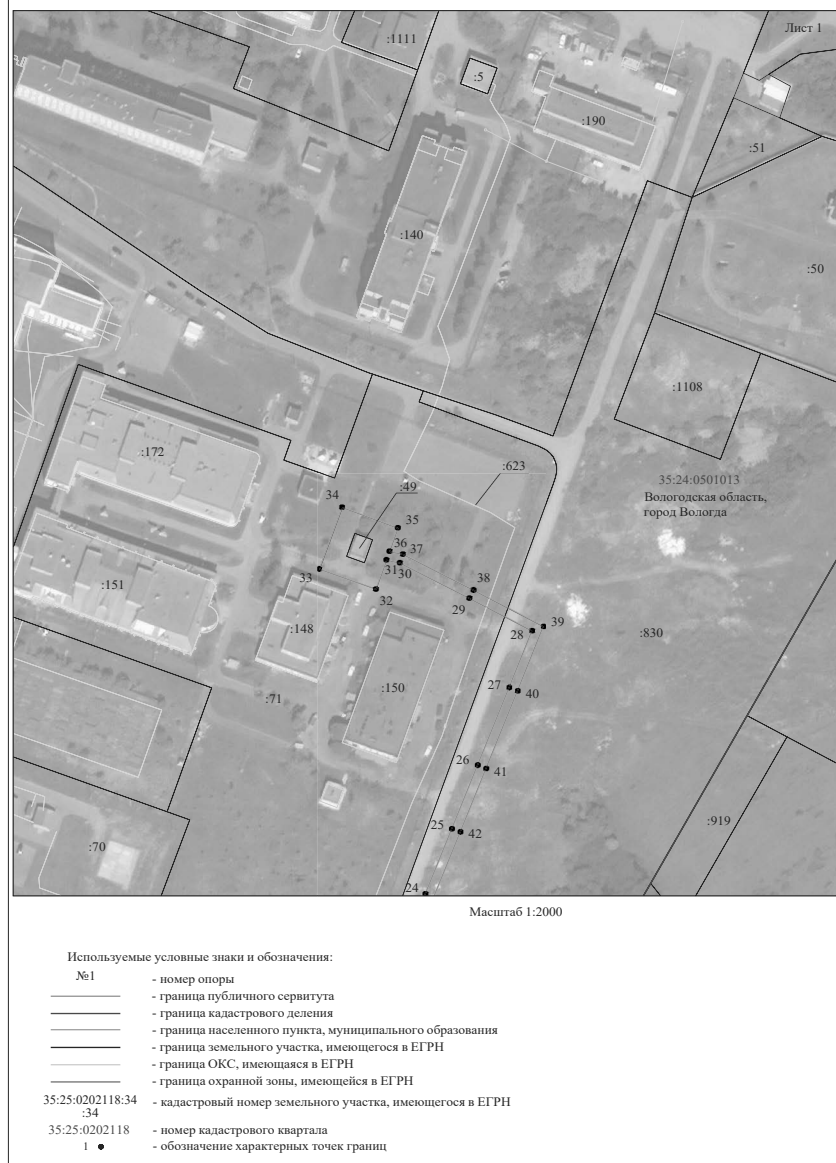 Лист 1
:1111
:5
:190
:51
:140
:50
:1108
:172
:623
:49
35:24:0501013
Вологодская область,
город Вологда
34
35
36
37
31
30
33
32
38
29
:151
:148
39
28
:830
:150
27
40
:71
26
41
25
42
:919
:70
24
Масштаб 1:2000
Используемые условные знаки и обозначения:
№1 - номер опоры
- граница публичного сервитута
- граница кадастрового деления
- граница населенного пункта, муниципального образования
- граница земельного участка, имеющегося в ЕГРН
- граница ОКС, имеющаяся в ЕГРН
- граница охранной зоны, имеющейся в ЕГРН
35:25:0202118:34 - кадастровый номер земельного участка, имеющегося в ЕГРН
:34
35:25:0202118 - номер кадастрового квартала
1 - обозначение характерных точек границ